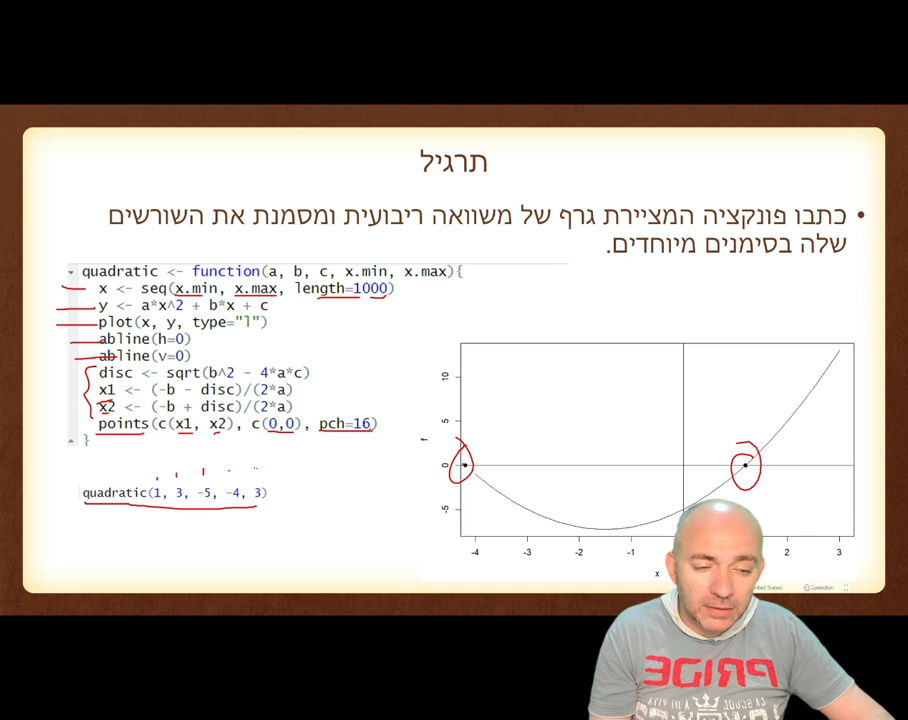 תרגיל
• כתבו פונקציה המציירת גרף של משוואה ריבועית ומסמנת את השורשים
שלה בסימנים מיוחדים.
quadratic <- function(a, b, c, x.min, x.max){
x <- seq(x.min, x.max, length=1000)
y <- a*x^2 + b*x + c
plot(x, y, type="l")
abline(h=0)
abline(v=0)
disc <- sqrt(b^2 - 4*a*c)
x1 <- (-b - disc)/(2*a)
x2 <- (-b + disc)/(2*a)
points(c(x1, x2), c(0,0), pch=16)
}
quadratic(1, 3, -5, -4, 3)
10
5
0
-5
-4 -3 -2 -1 2 3
x
Correction
PRIDE